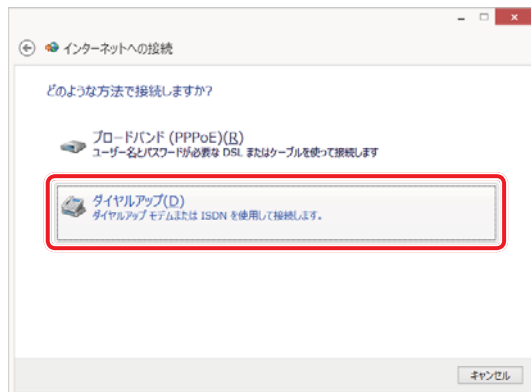 インターネットへの接続
どのような方法で接続しますか?
ブロードバンド (PPPoE)(R)
ユーザー名とパスワードが必要な DSL またはケーブルを使って接続します
ダイヤルアップ(D)
ダイヤルアップ モデムまたは ISDN を使用して接続します。
キャンセル